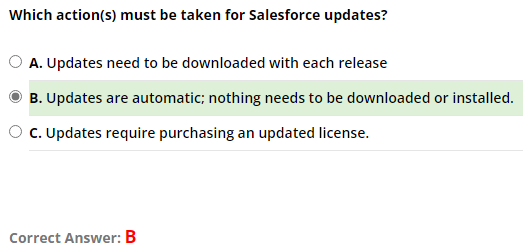 Which action(s) must be taken for Salesforce updates?
A. Updates need to be downloaded with each release
B. Updates are automatic; nothing needs to be downloaded or installed.
C. Updates require purchasing an updated license.
Correct Answer: B